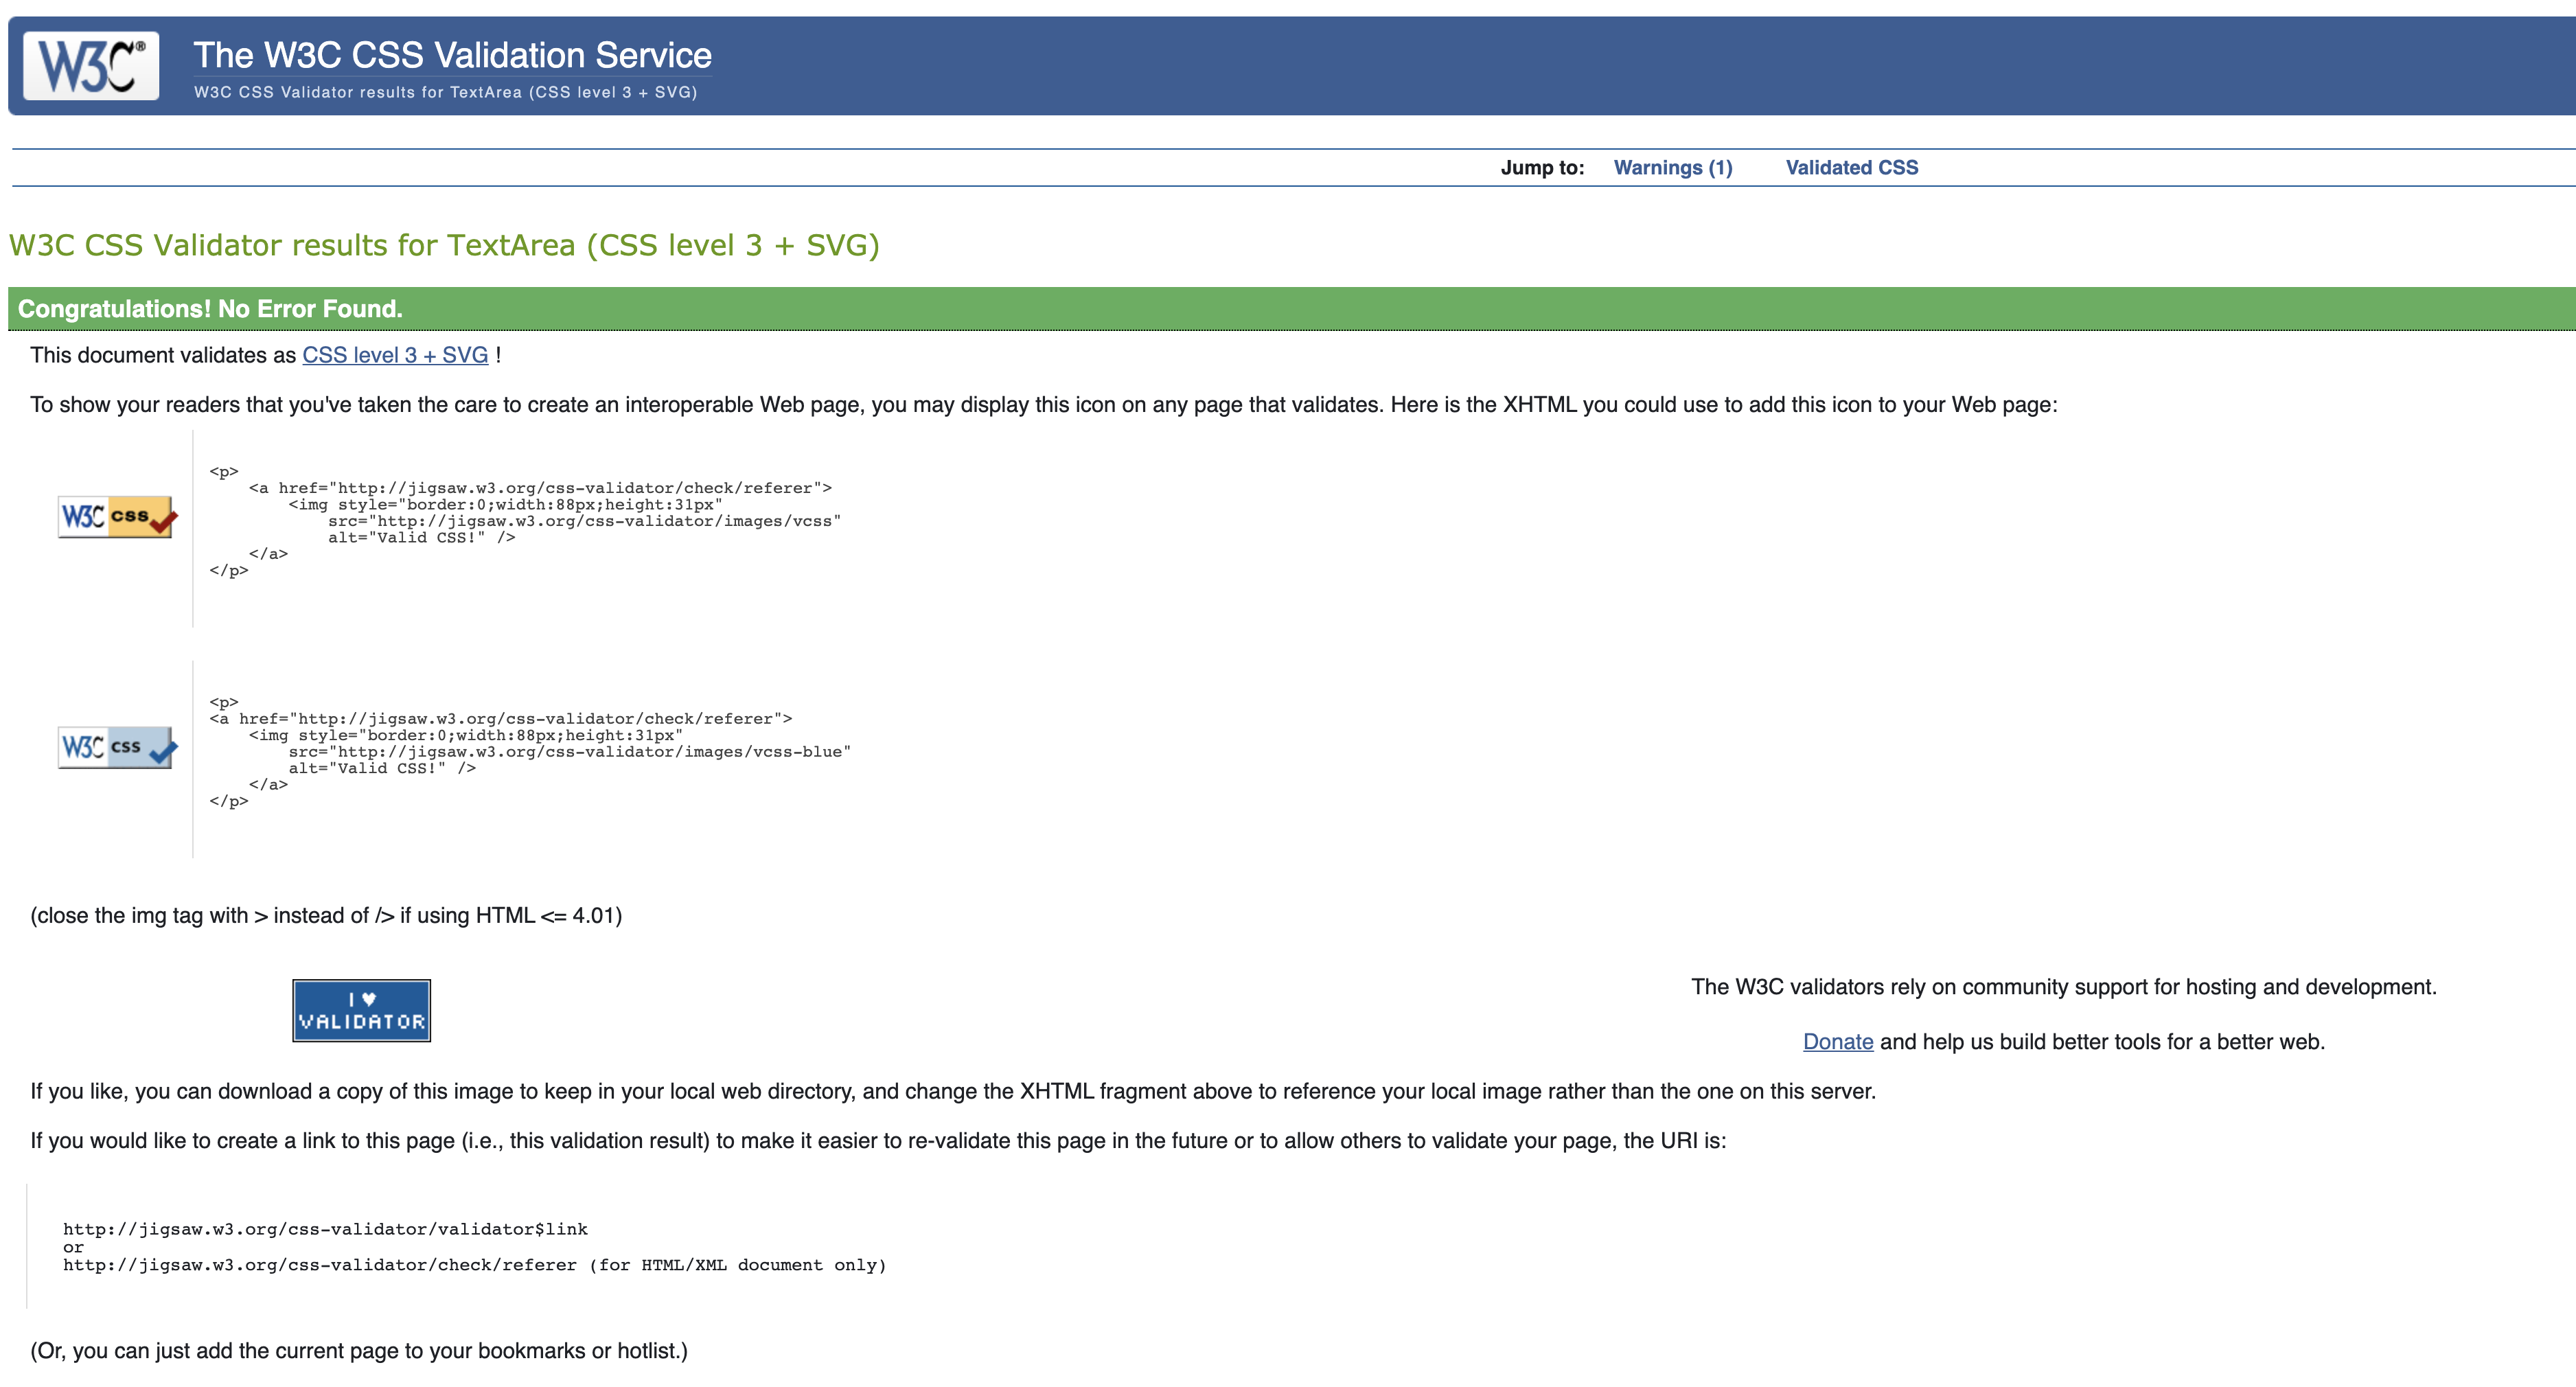 W3C®
The W3C CSS Validation Service
W3C CSS Validator results for TextArea (CSS level 3 + SVG)
Jump to: Warnings (1) Validated CSS
W3C CSS Validator results for TextArea (CSS level 3 + SVG)
Congratulations! No Error Found.
This document validates as CSS level 3 + SVG !
To show your readers that you've taken the care to create an interoperable Web page, you may display this icon on any page that validates. Here is the XHTML you could use to add this icon to your Web page:
W3C css
<p>
    <a href="http://jigsaw.w3.org/css-validator/check/referer">
        <img style="border:0;width:88px;height:31px"
            src="http://jigsaw.w3.org/css-validator/images/vcss"
            alt="Valid CSS!" />
    </a>
</p>
W3C css
<p>
<a href="http://jigsaw.w3.org/css-validator/check/referer">
    <img style="border:0;width:88px;height:31px"
        src="http://jigsaw.w3.org/css-validator/images/vcss-blue"
        alt="Valid CSS!" />
    </a>
</p>
(close the img tag with > instead of /> if using HTML <= 4.01)
I ♥
VALIDATOR
The W3C validators rely on community support for hosting and development.
Donate and help us build better tools for a better web.
If you like, you can download a copy of this image to keep in your local web directory, and change the XHTML fragment above to reference your local image rather than the one on this server.
If you would like to create a link to this page (i.e., this validation result) to make it easier to re-validate this page in the future or to allow others to validate your page, the URI is:
http://jigsaw.w3.org/css-validator/validator$link
or
http://jigsaw.w3.org/css-validator/check/referer (for HTML/XML document only)
(Or, you can just add the current page to your bookmarks or hotlist.)